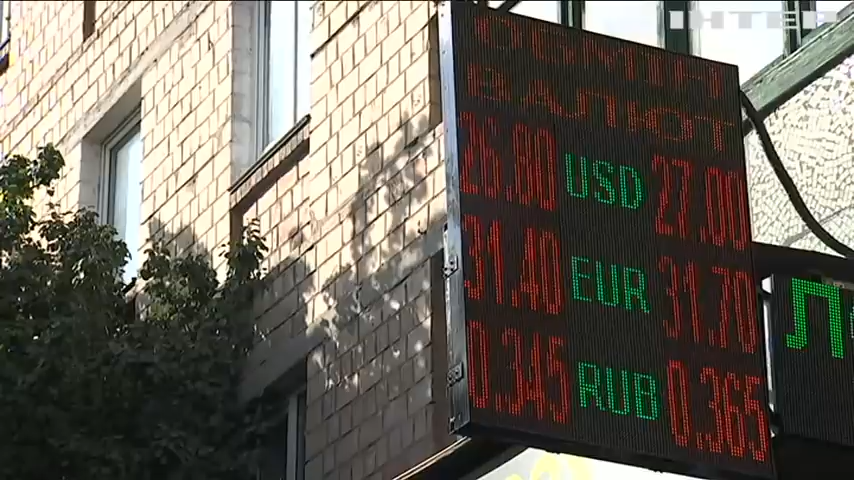 ІНТЕР
ОБМІН
ВАЛЮТ
26.80 USD 27.00
31.40 EUR 31.70
0.345 RUB 0.365